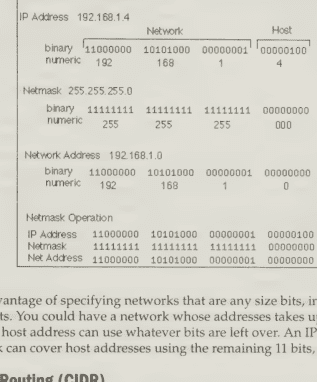 IP Address 192.168.1.4
Network Host
binary 11000000 10101000 00000001 00000100
numeric 192 168 1 4
Netmask 255.255.255.0
binary 11111111 11111111 11111111 00000000
numeric 255 255 255 000
Network Address 192.168.1.0
binary 11000000 10101000 00000001 00000000
numeric 192 168 1 0
Netmask Operation
IP Address 11000000 10101000 00000001 00000100
Netmask 11111111 11111111 11111111 00000000
Net Address 11000000 10101000 00000001 00000000
of specifying networks that are any size bits,
You could have a network whose addresses takes
host address can use whatever bits are left over. An IP
can cover host addresses using the remaining 11 bits,
Routing (CIDR)